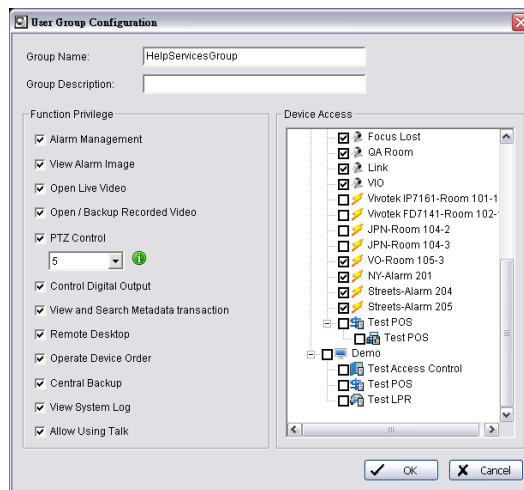 User Group Configuration
Group Name:
HelpServicesGroup
Group Description:
Function Privilege
Alarm Management
View Alarm Image
Open Live Video
Open / Backup Recorded Video
PTZ Control
5
Control Digital Output
View and Search Metadata transaction
Remote Desktop
Operate Device Order
Central Backup
View System Log
Allow Using Talk
Device Access
Focus Lost
QA Room
Link
VIO
Vivotek IP7161-Room 101-1
Vivotek FD7141-Room 102-
JPN-Room 104-2
JPN-Room 104-3
VO-Room 105-3
NY-Alarm 201
Streets-Alarm 204
Streets-Alarm 205
Test POS
Test POS
Demo
Test Access Control
Test POS
Test LPR
OK
Cancel